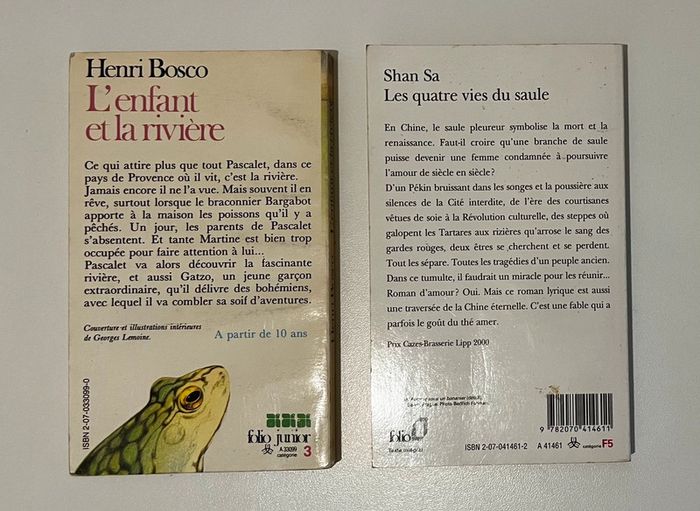 Henri Bosco
L'enfant
et la rivière
Ce qui attire plus que tout Pascalet, dans ce
pays de Provence où il vit, c'est la rivière.
Jamais encore il ne l'a vue. Mais souvent il en
rêve, surtout lorsque le braconnier Bargabot
apporte à la maison les poissons qu'il y a
pêchés. Un jour, les parents de Pascalet
s'absentent. Et tante Martine est bien trop
occupée pour faire attention à lui...
Pascalet va alors découvrir la fascinante
rivière, et aussi Gatzo, un jeune garçon
extraordinaire, qu'il délivre des bohémiens,
avec lequel il va combler sa soif d'aventures.
Couverture et illustrations intérieures
de Georges Lemoine.
A partir de 10 ans
ISBN 2-07-033099-0
folio junior
A 33099
catégorie 3
Shan Sa
Les quatre vies du saule
En Chine, le saule pleureur symbolise la mort et la
renaissance. Faut-il croire qu'une branche de saule
puisse devenir une femme condamnée à poursuivre
l'amour de siècle en siècle?
D'un Pékin bruissant dans les songes et la poussière aux
silences de la Cité interdite, de l'ère des courtisanes
vêtues de soie à la Révolution culturelle, des steppes où
galopent les Tartares aux rizières qu'arrose le sang des
gardes rouges, deux êtres se cherchent et se perdent.
Tout les sépare. Toutes les tragédies d'un peuple ancien.
Dans ce tumulte, il faudrait un miracle pour les réunir...
Roman d'amour? Oui. Mais ce roman lyrique est aussi
une traversée de la Chine éternelle. C'est une fable qui a
parfois le goût du thé amer.
Prix Cazes-Brasserie Lipp 2000
sous un bananier
Photo
9 782070 414611
folio
ISBN 2-07-041461-2
A 41461
catégorie F5